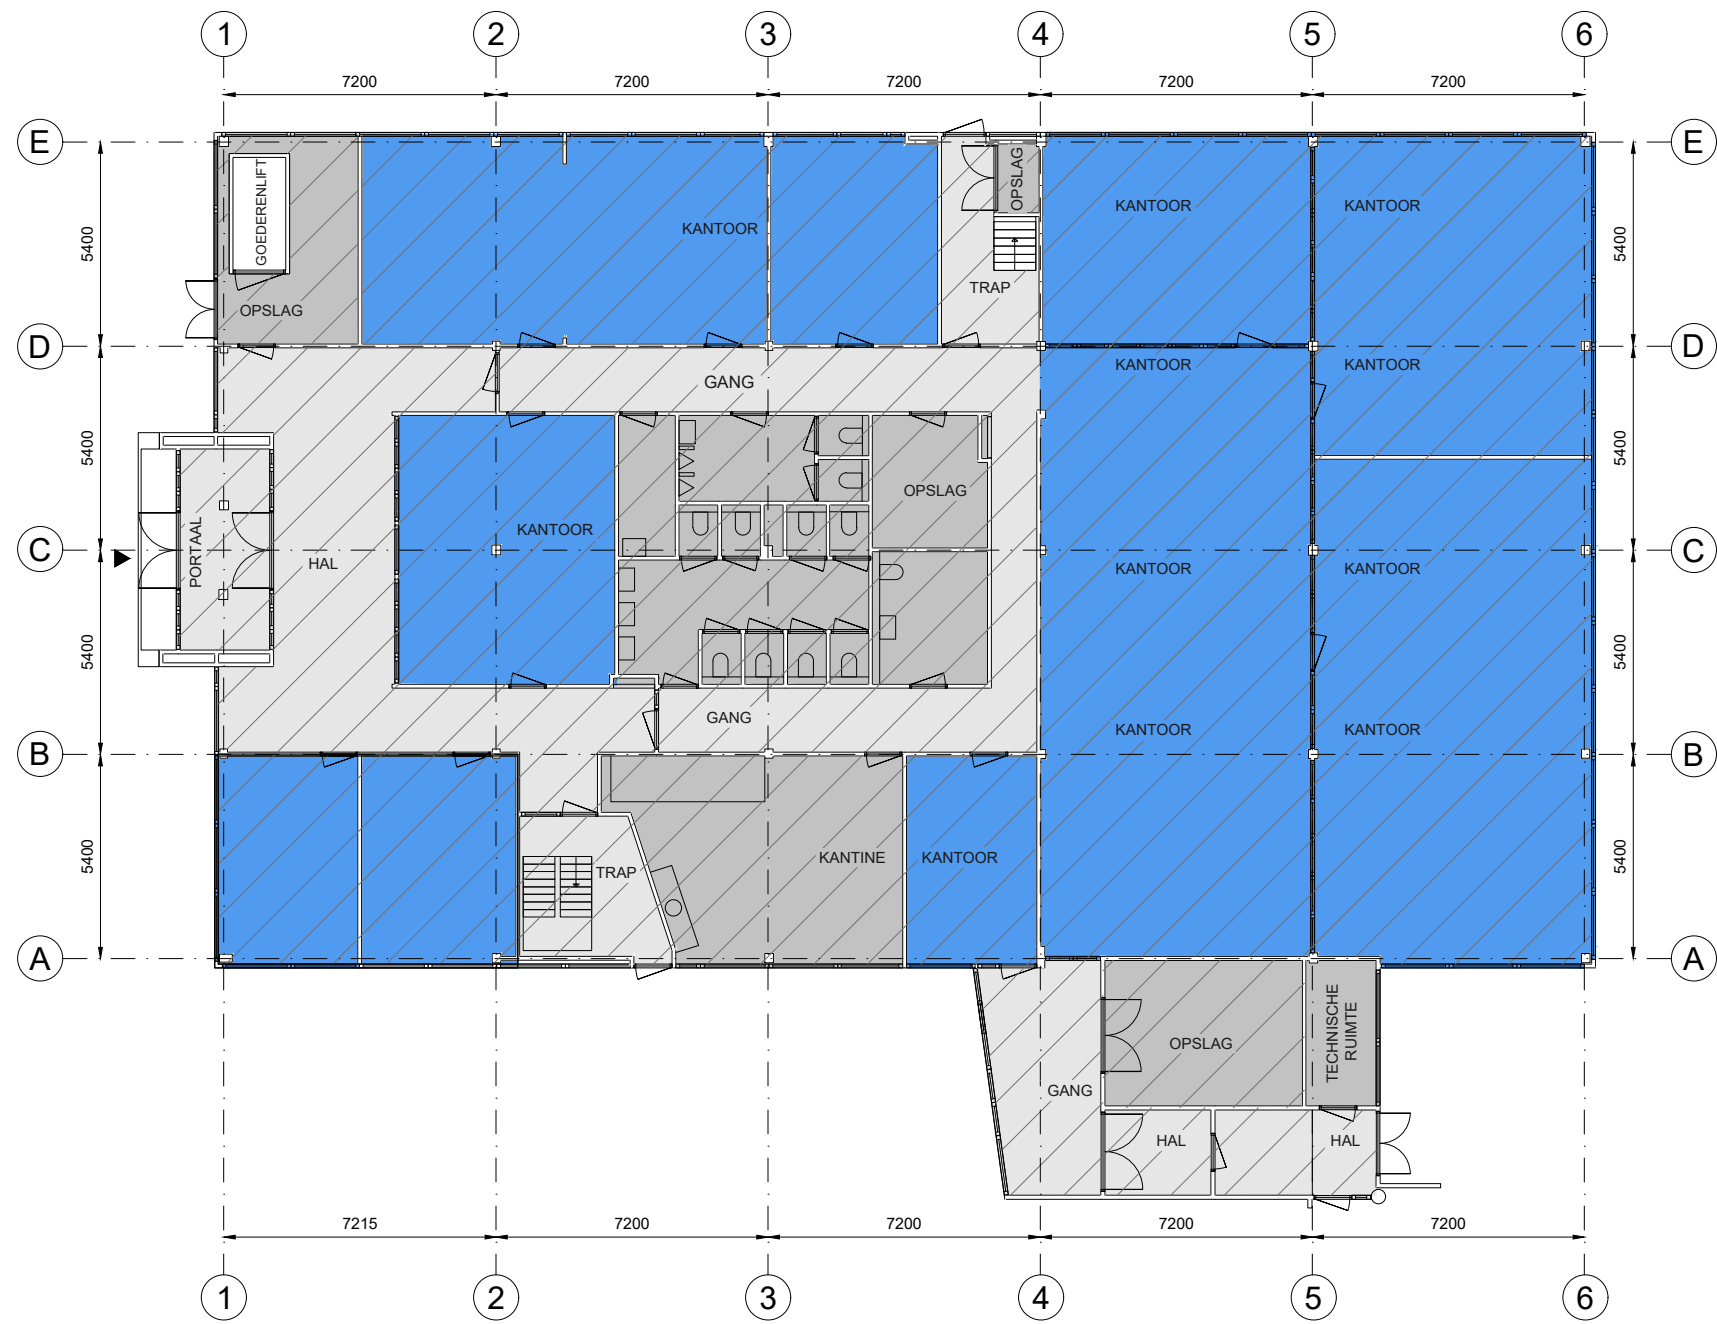 1 2 3 4 5 6
7200 7200 7200 7200 7200
E E
GOEDERENLIFT
OPSLAG
KANTOOR KANTOOR
KANTOOR
5400 5400
TRAP
OPSLAG
D D
KANTOOR KANTOOR
GANG
5400 5400
OPSLAG
KANTOOR
PORTAAL
C C
HAL
KANTOOR KANTOOR
5400 5400
GANG
KANTOOR KANTOOR
B B
5400 5400
KANTINE
KANTOOR
TRAP
A A
TECHNISCHE
RUIMTE
OPSLAG
GANG
HAL HAL
7215 7200 7200 7200 7200
1 2 3 4 5 6
OPSLAG